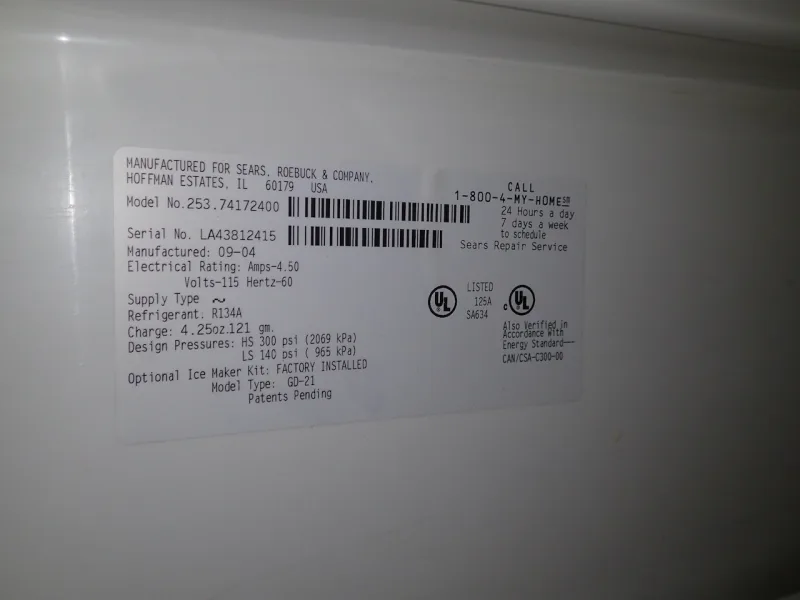 MANUFACTURED FOR SEARS, ROEBUCK & COMPANY,
HOFFMAN ESTATES, IL 60179 USA
Model No.253.74172400
Serial No. LA43812415
Manufactured: 09-04
Electrical Rating: Amps-4.50
Volts-115 Hertz-60
Supply Type ~
Refrigerant. R134A
Charge: 4.25oz.121 gm.
Design Pressures: HS 300 psi (2069 kPa)
LS 140 psi ( 965 kPa)
Optional Ice Maker Kit: FACTORY INSTALLED
Model Type: GD-21
Patents Pending
CALL
1-800-4-MY-HOME℠
24 Hours a day
7 days a week
to schedule
Sears Repair Service
UL
LISTED
125A
SA634
c UL
Also Verified in
Accordance With
Energy Standard—
CAN/CSA-C300-00